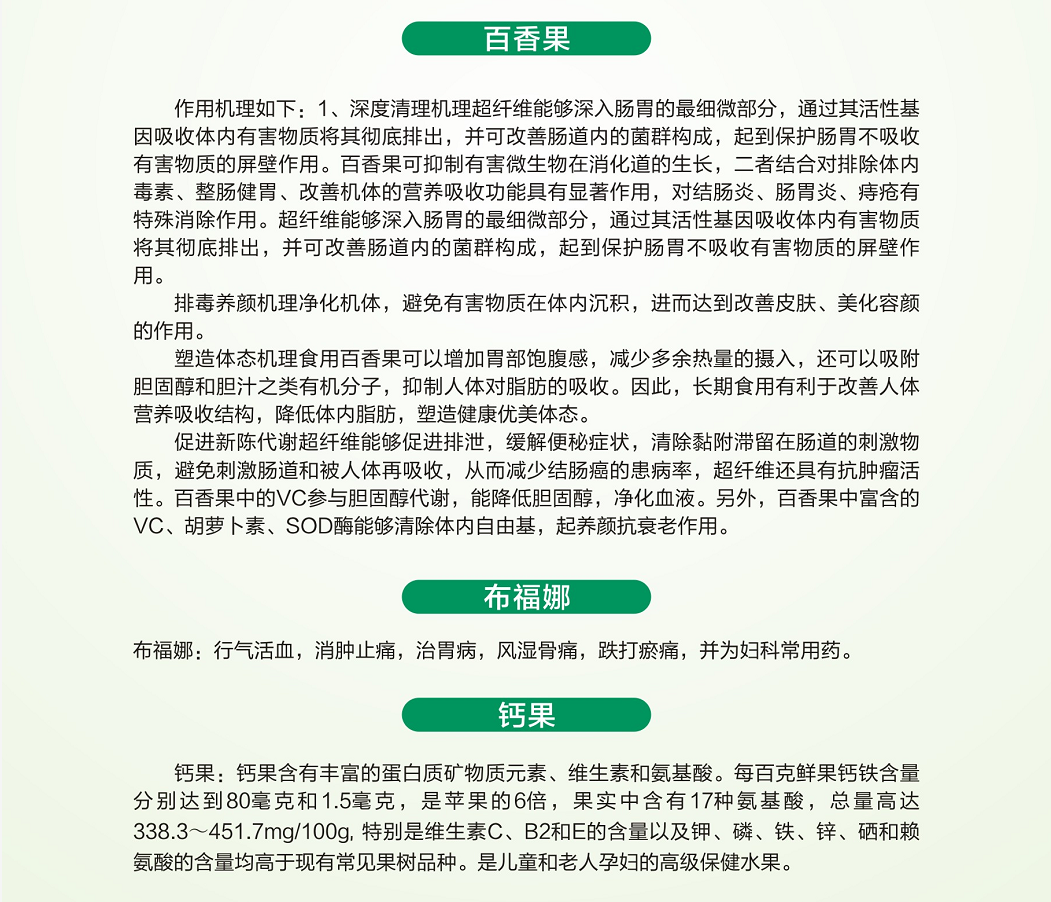 百香果
作用机理如下：1、深度清理机理超纤维能够深入肠胃的最细微部分，通过其活性基
因吸收体内有害物质将其彻底排出，并可改善肠道内的菌群构成，起到保护肠胃不吸收
有害物质的屏壁作用。百香果可抑制有害微生物在消化道的生长，二者结合对排除体内
毒素、整肠健胃、改善机体的营养吸收功能具有显著作用，对结肠炎、肠胃炎、痔疮有
特殊消除作用。超纤维能够深入肠胃的最细微部分，通过其活性基因吸收体内有害物质
将其彻底排出，并可改善肠道内的菌群构成，起到保护肠胃不吸收有害物质的屏壁作
用。
排毒养颜机理净化机体，避免有害物质在体内沉积，进而达到改善皮肤、美化容颜
的作用。
塑造体态机理食用百香果可以增加胃部饱腹感，减少多余热量的摄入，还可以吸附
胆固醇和胆汁之类有机分子，抑制人体对脂肪的吸收。因此，长期食用有利于改善人体
营养吸收结构，降低体内脂肪，塑造健康优美体态。
促进新陈代谢超纤维能够促进排泄，缓解便秘症状，清除黏附滞留在肠道的刺激物
质，避免刺激肠道和被人体再吸收，从而减少结肠癌的患病率，超纤维还具有抗肿瘤活
性。百香果中的VC参与胆固醇代谢，能降低胆固醇，净化血液。另外，百香果中富含的
VC、胡萝卜素、SOD酶能够清除体内自由基，起养颜抗衰老作用。
布福娜
布福娜：行气活血，消肿止痛，治胃病，风湿骨痛，跌打瘀痛，并为妇科常用药。
钙果
钙果：钙果含有丰富的蛋白质矿物质元素、维生素和氨基酸。每百克鲜果钙铁含量
分别达到80毫克和1.5毫克，是苹果的6倍，果实中含有17种氨基酸，总量高达
338.3～451.7mg/100g, 特别是维生素C、B2和E的含量以及钾、磷、铁、锌、硒和赖
氨酸的含量均高于现有常见果树品种。是儿童和老人孕妇的高级保健水果。